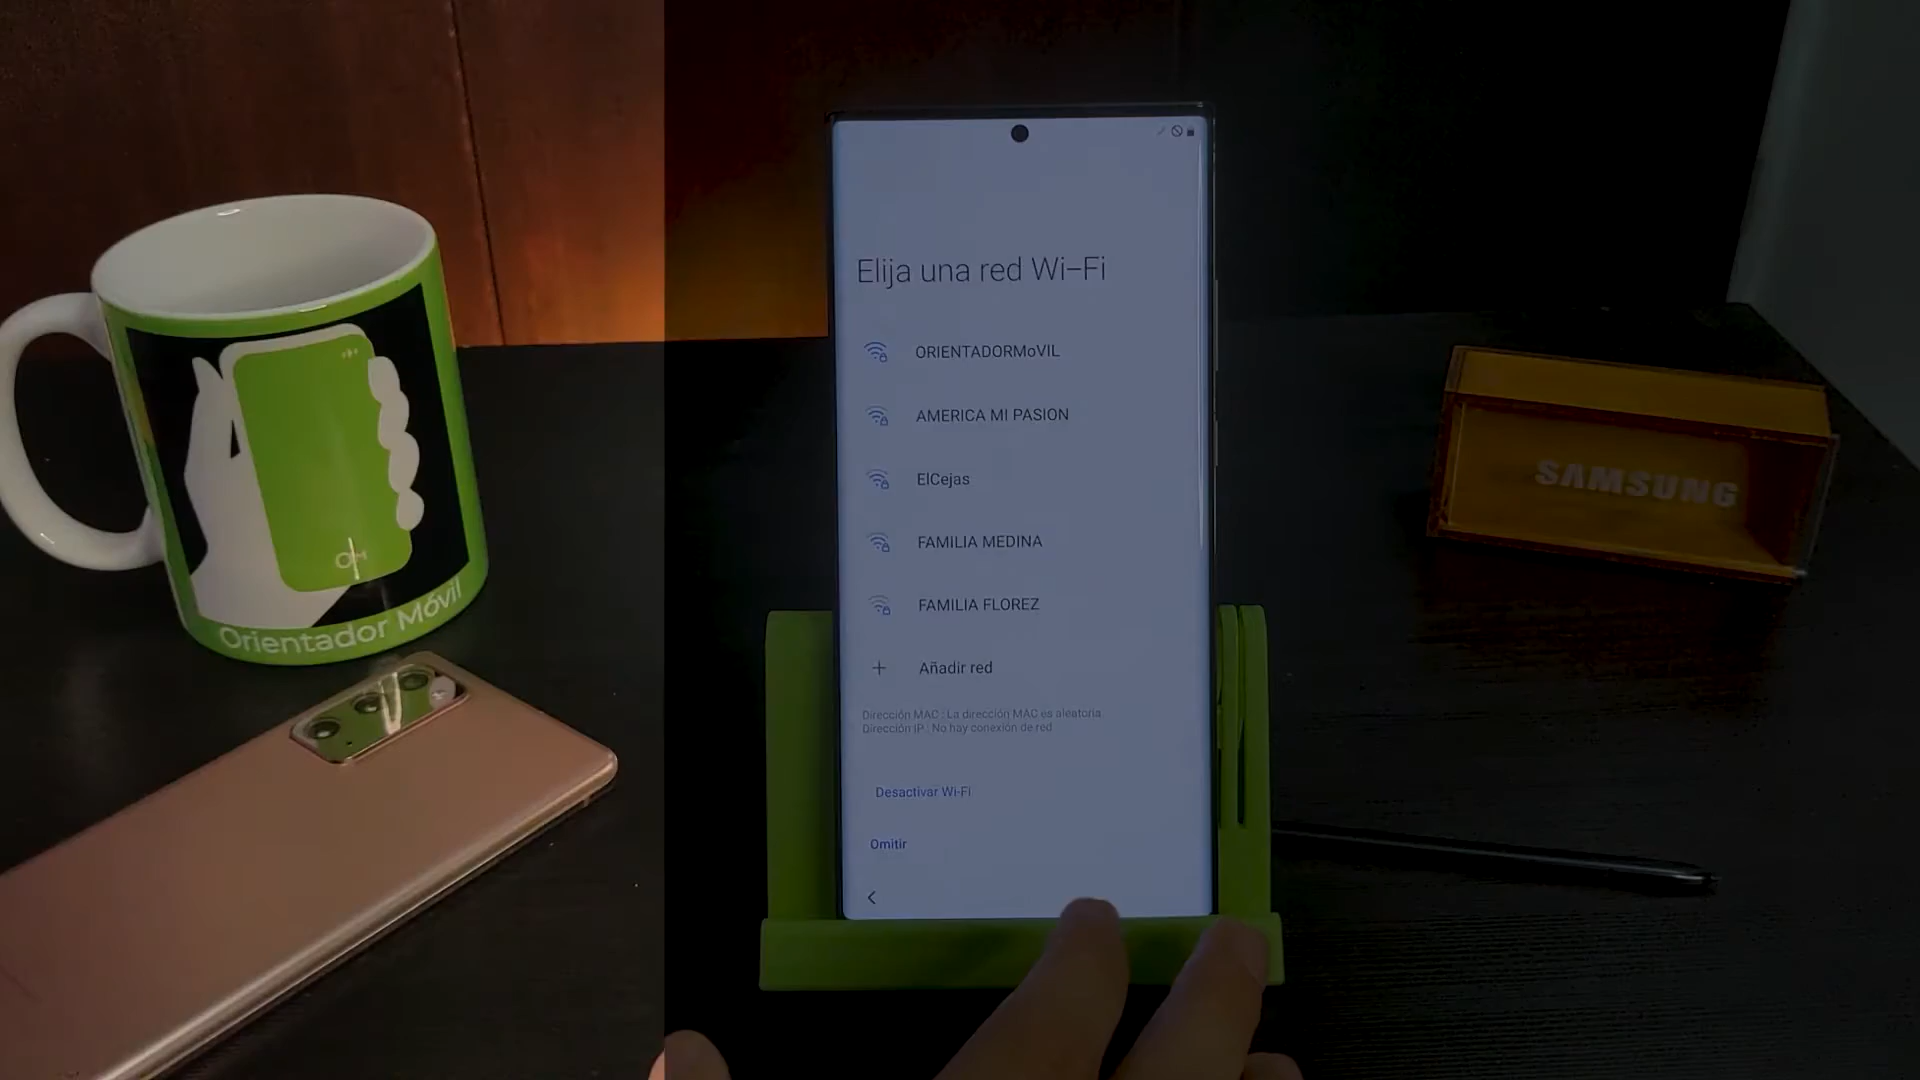 Orientador Móvil
Elija una red Wi-Fi
ORIENTADORMoVIL
AMERICA MI PASION
ElCejas
FAMILIA MEDINA
FAMILIA FLOREZ
+ Añadir red
Dirección MAC : La dirección MAC es aleatoria
Dirección IP : No hay conexión de red
Desactivar Wi-Fi
Omitir
SAMSUNG